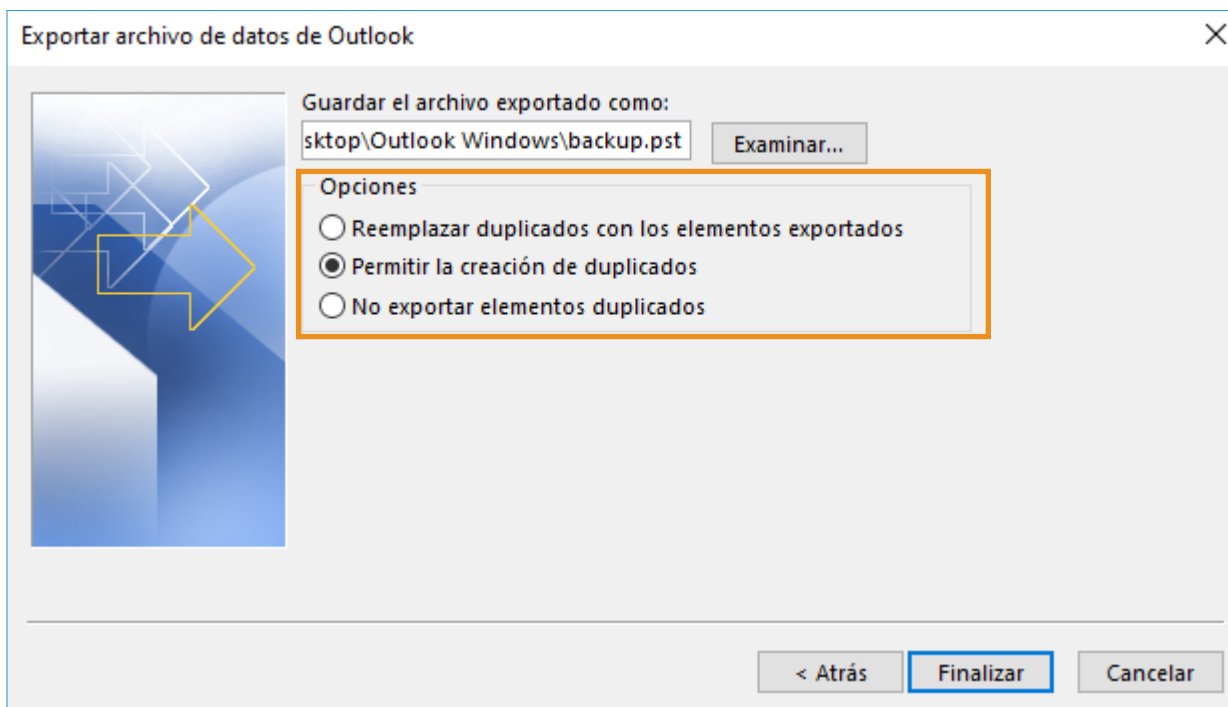 Exportar archivo de datos de Outlook
Guardar el archivo exportado como:
sktop\Outlook Windows\backup.pst
Examinar...
Opciones
Reemplazar duplicados con los elementos exportados
Permitir la creación de duplicados
No exportar elementos duplicados
< Atrás
Finalizar
Cancelar